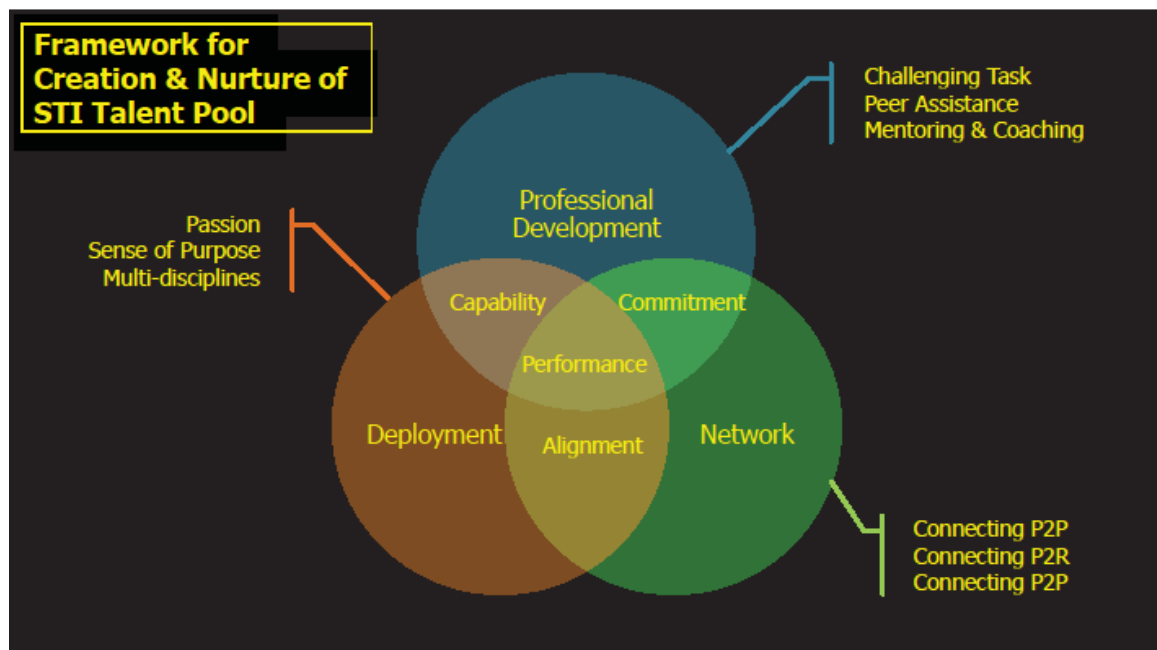 Framework for
Creation & Nurture of
STI Talent Pool
Challenging Task
Peer Assistance
Mentoring & Coaching
Professional
Development
Passion
Sense of Purpose
Multi-disciplines
Capability
Commitment
Performance
Deployment
Alignment
Network
Connecting P2P
Connecting P2R
Connecting P2P